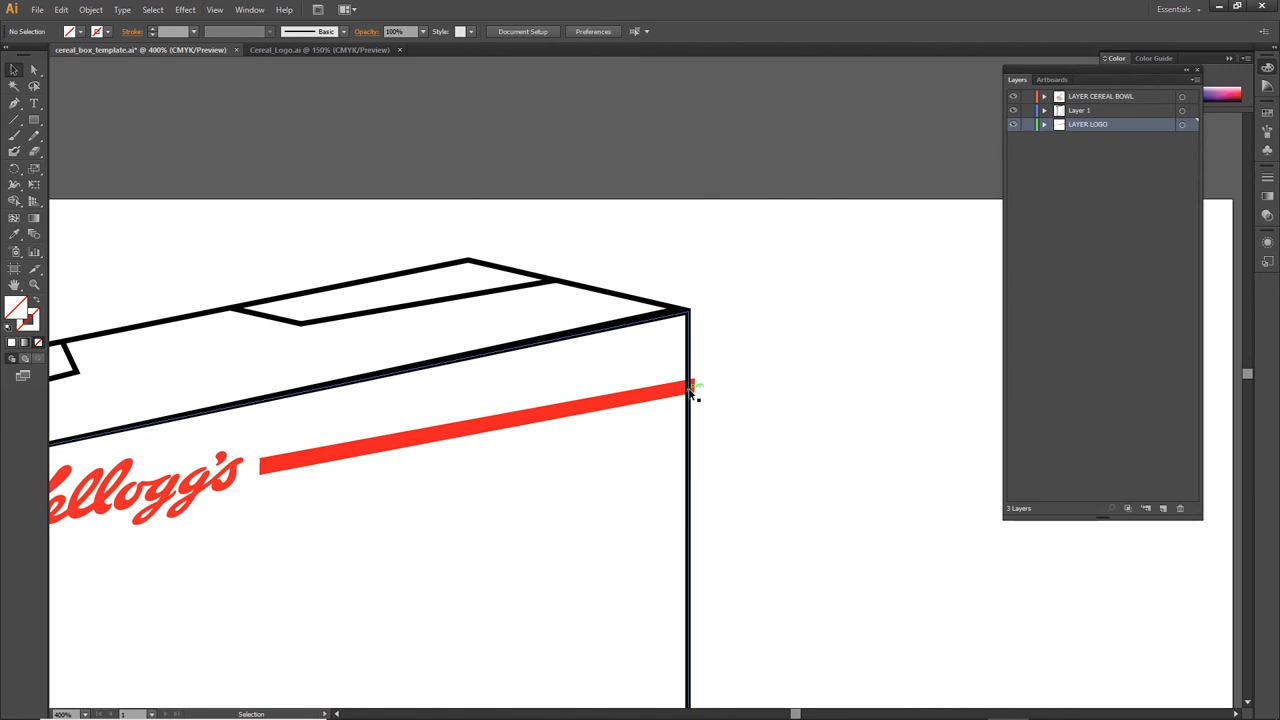 Ai File Edit Object Type Select Effect View Window Help Br Essentials
No Selection Stroke: Basic Opacity: 100% Style: Document Setup Preferences
cereal_box_template.ai* @ 400% (CMYK/Preview) × Cereal_Logo.ai @ 150% (CMYK/Preview) ×
Color Color Guide
Layers Artboards
LAYER CEREAL BOWL
Layer 1
LAYER LOGO
ellogg's
3 Layers
400% 1 Selection